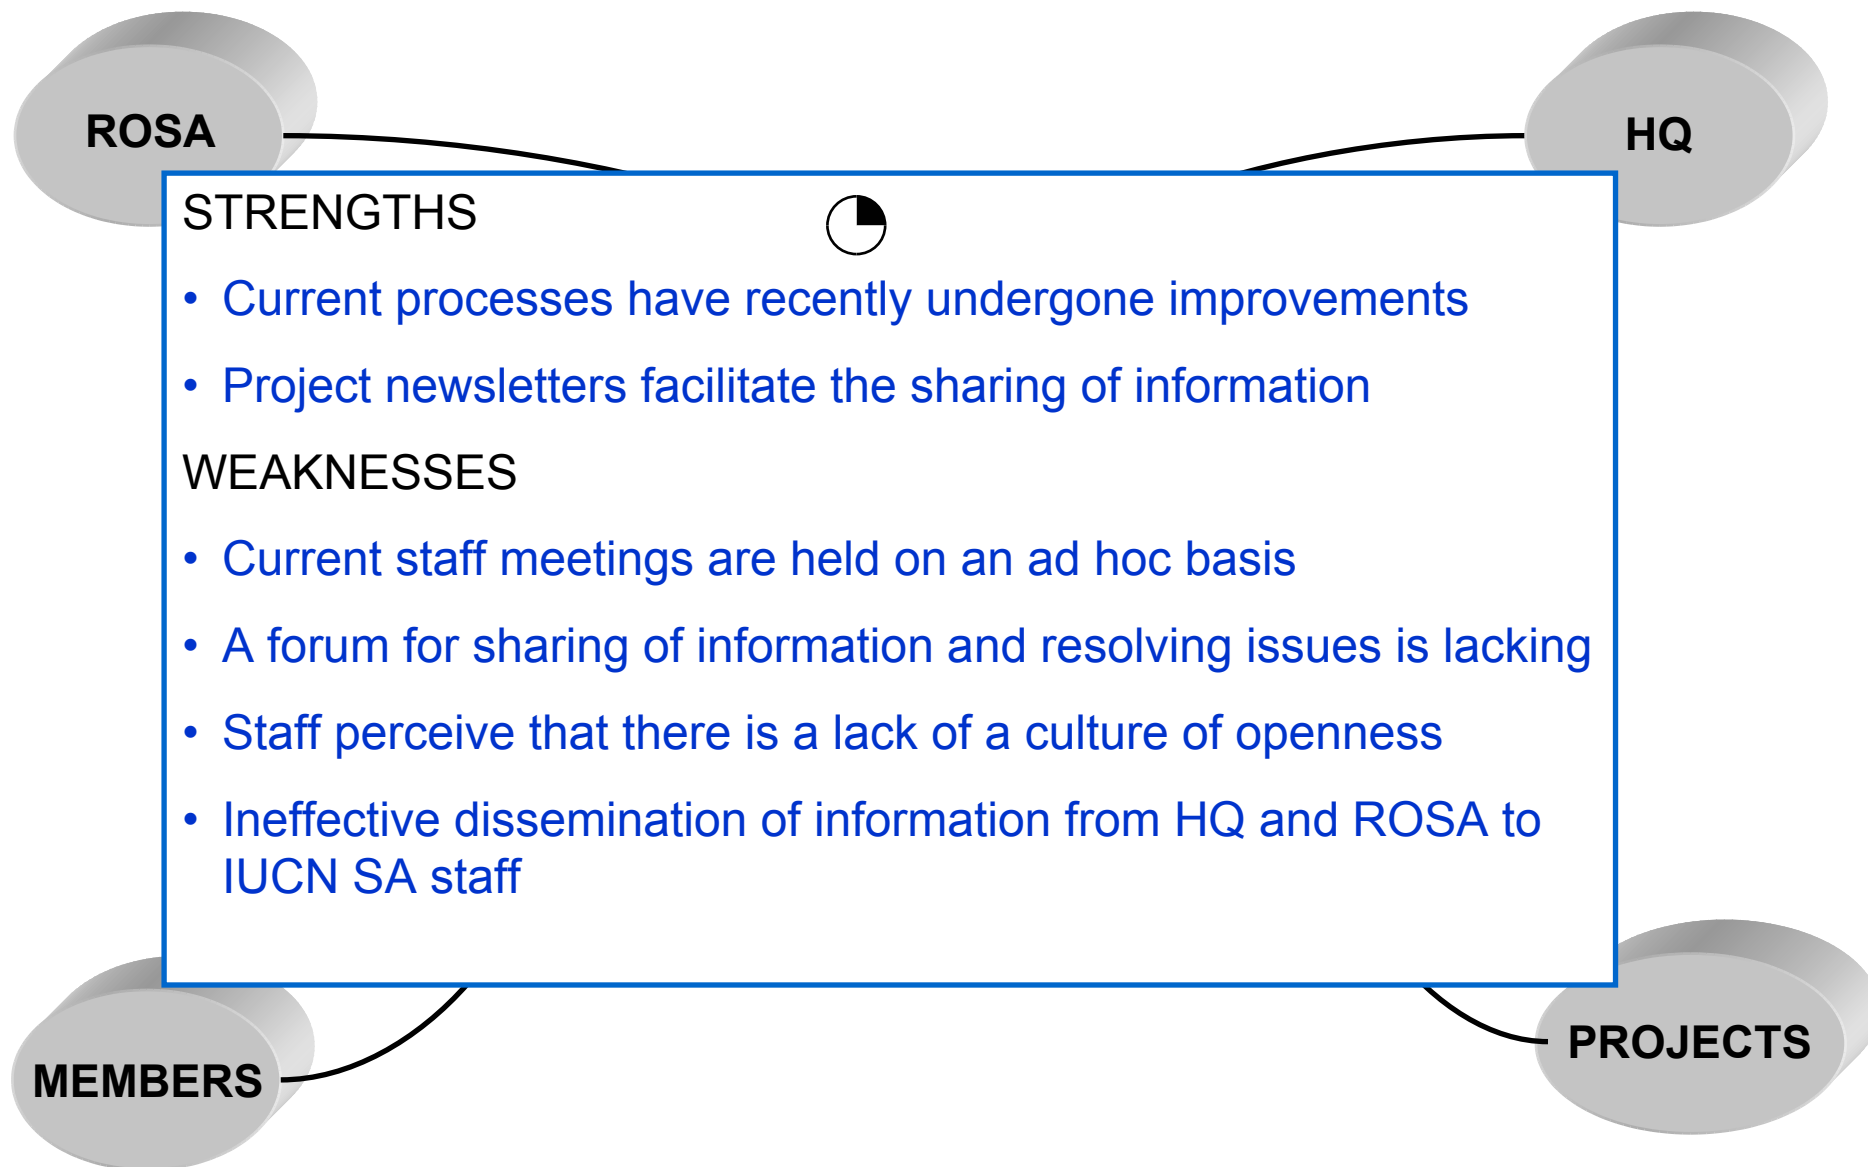 ROSA
HQ
STRENGTHS
• Current processes have recently undergone improvements
• Project newsletters facilitate the sharing of information
WEAKNESSES
• Current staff meetings are held on an ad hoc basis
• A forum for sharing of information and resolving issues is lacking
• Staff perceive that there is a lack of a culture of openness
• Ineffective dissemination of information from HQ and ROSA to
IUCN SA staff
MEMBERS
PROJECTS